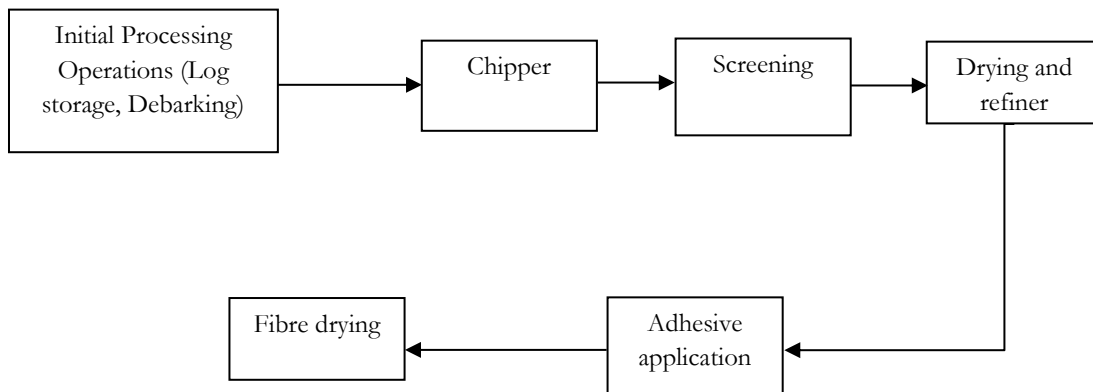 Initial Processing
Operations (Log
storage, Debarking)
Chipper
Screening
Drying and
refiner
Adhesive
application
Fibre drying